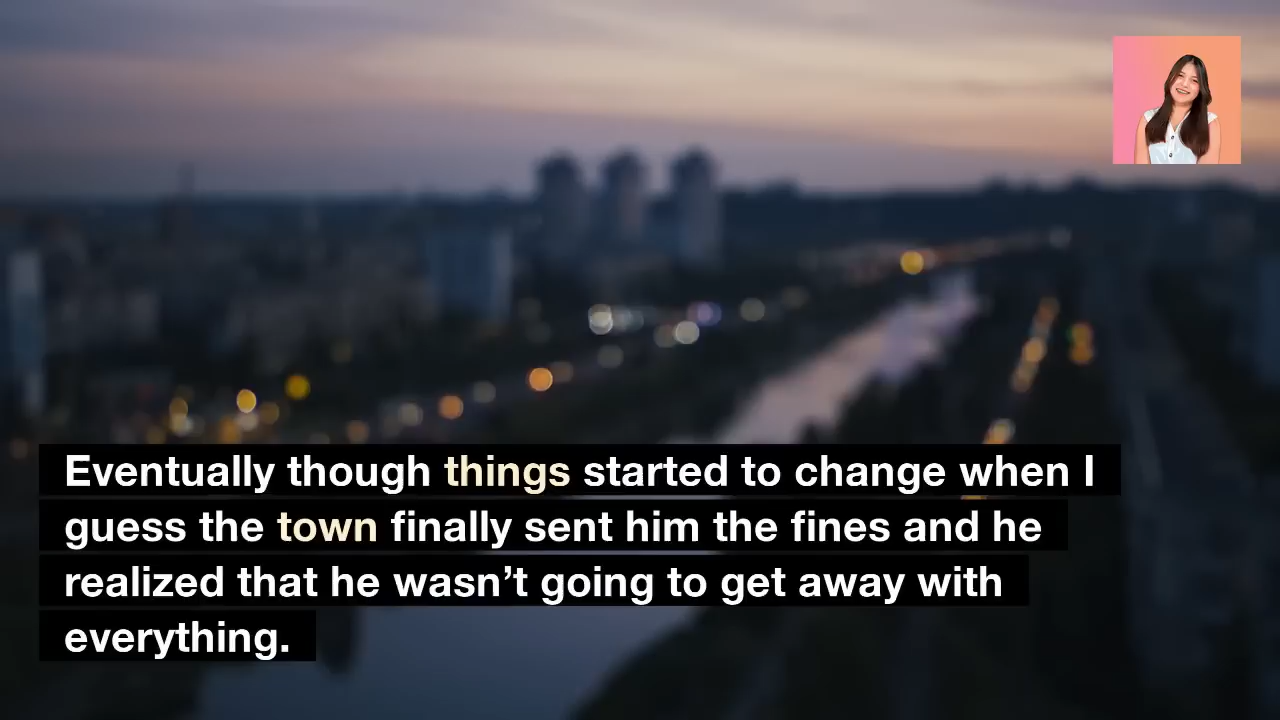 Eventually though things started to change when I
guess the town finally sent him the fines and he
realized that he wasn’t going to get away with
everything.